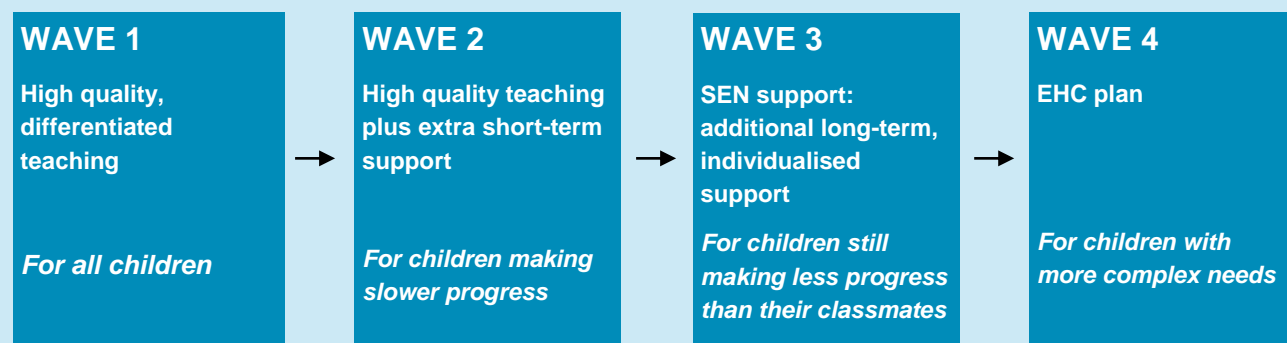 WAVE 1
High quality,
differentiated
teaching
For all children
WAVE 2
High quality teaching
plus extra short-term
support
For children making
slower progress
WAVE 3
SEN support:
additional long-term,
individualised
support
For children still
making less progress
than their classmates
WAVE 4
EHC plan
For children with
more complex needs